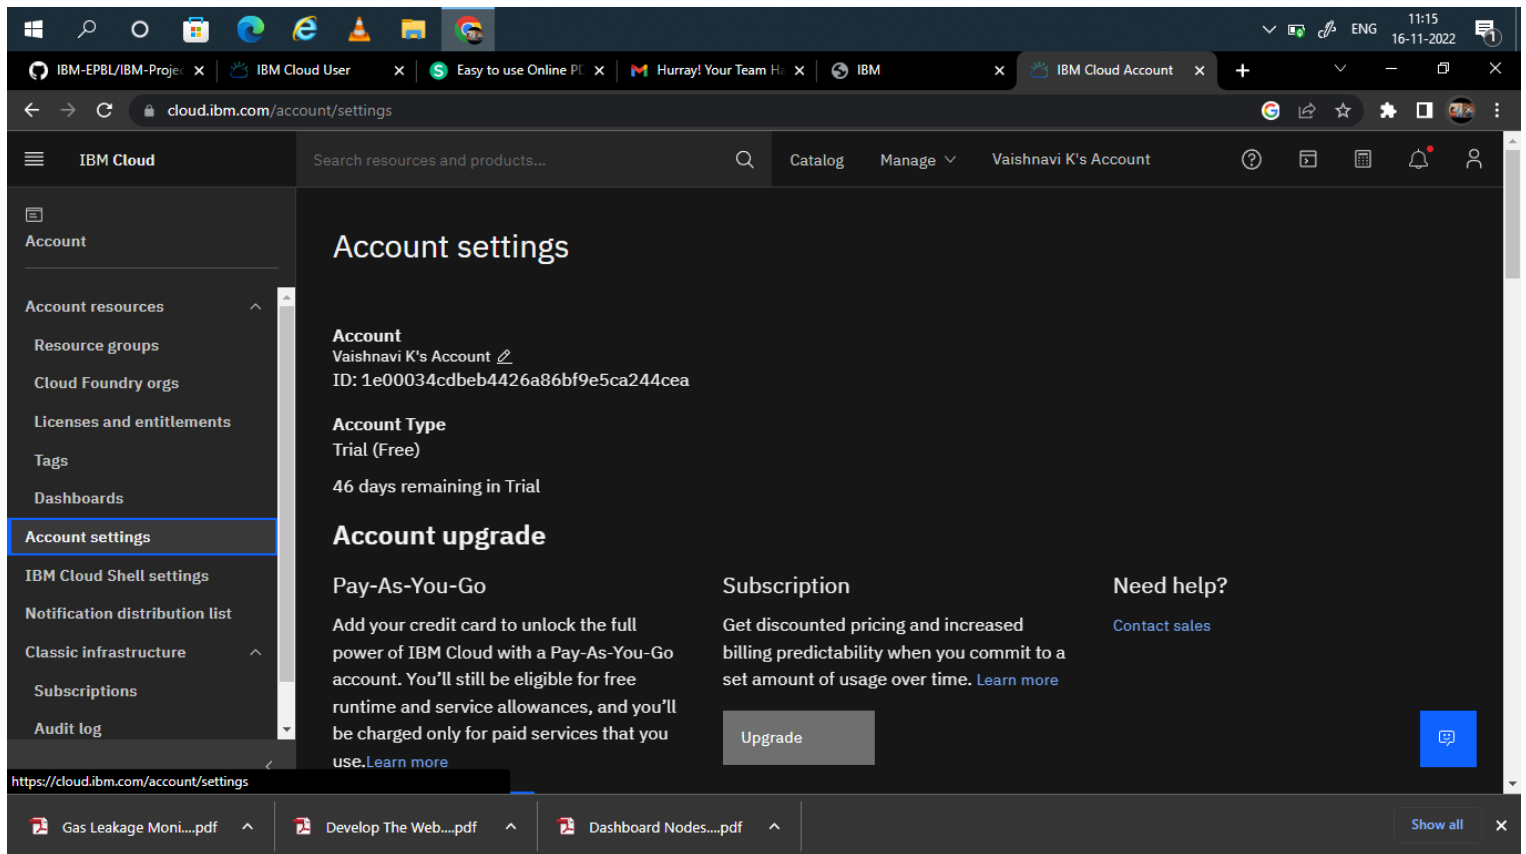 ENG
11:15
16-11-2022
1
IBM-EPBL/IBM-Projec
IBM Cloud User
Easy to use Online PD
Hurray! Your Team Ha
IBM
IBM Cloud Account
cloud.ibm.com/account/settings
IBM Cloud
Search resources and products...
Catalog
Manage
Vaishnavi K's Account
Account
Account resources
Resource groups
Cloud Foundry orgs
Licenses and entitlements
Tags
Dashboards
Account settings
IBM Cloud Shell settings
Notification distribution list
Classic infrastructure
Subscriptions
Audit log
Account settings
Account
Vaishnavi K's Account
ID: 1e00034cdbeb4426a86bf9e5ca244cea
Account Type
Trial (Free)
46 days remaining in Trial
Account upgrade
Pay-As-You-Go
Add your credit card to unlock the full
power of IBM Cloud with a Pay-As-You-Go
account. You’ll still be eligible for free
runtime and service allowances, and you’ll
be charged only for paid services that you
use.Learn more
Subscription
Get discounted pricing and increased
billing predictability when you commit to a
set amount of usage over time. Learn more
Upgrade
Need help?
Contact sales
https://cloud.ibm.com/account/settings
Gas Leakage Moni....pdf
Develop The Web....pdf
Dashboard Nodes....pdf
Show all